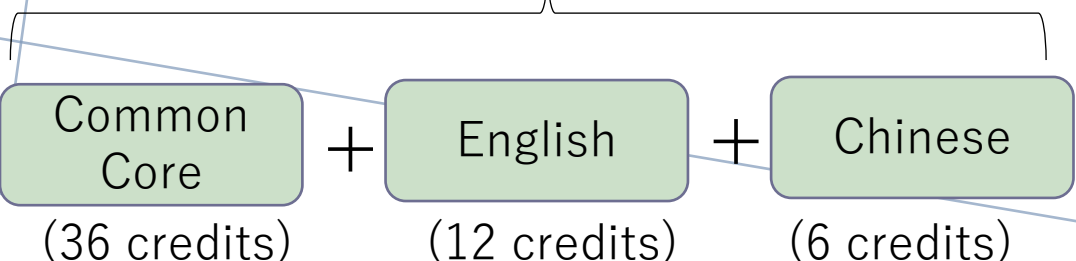 Common
Core
+
English
+
Chinese
(36 credits)
(12 credits)
(6 credits)